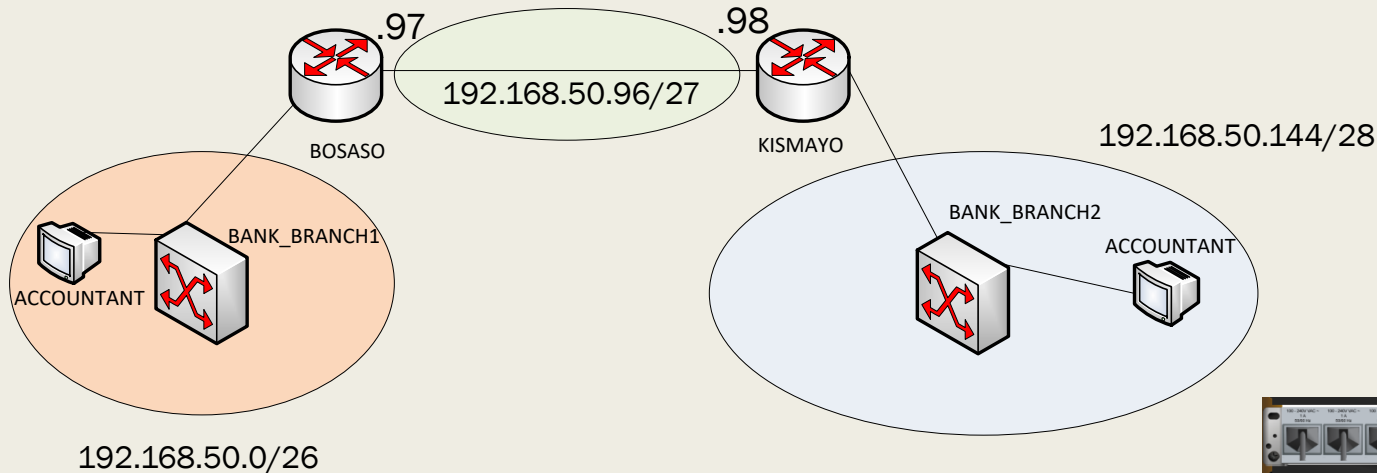 .97
.98
192.168.50.96/27
BOSASO
KISMAYO
192.168.50.144/28
BANK_BRANCH1
ACCOUNTANT
BANK_BRANCH2
ACCOUNTANT
192.168.50.0/26